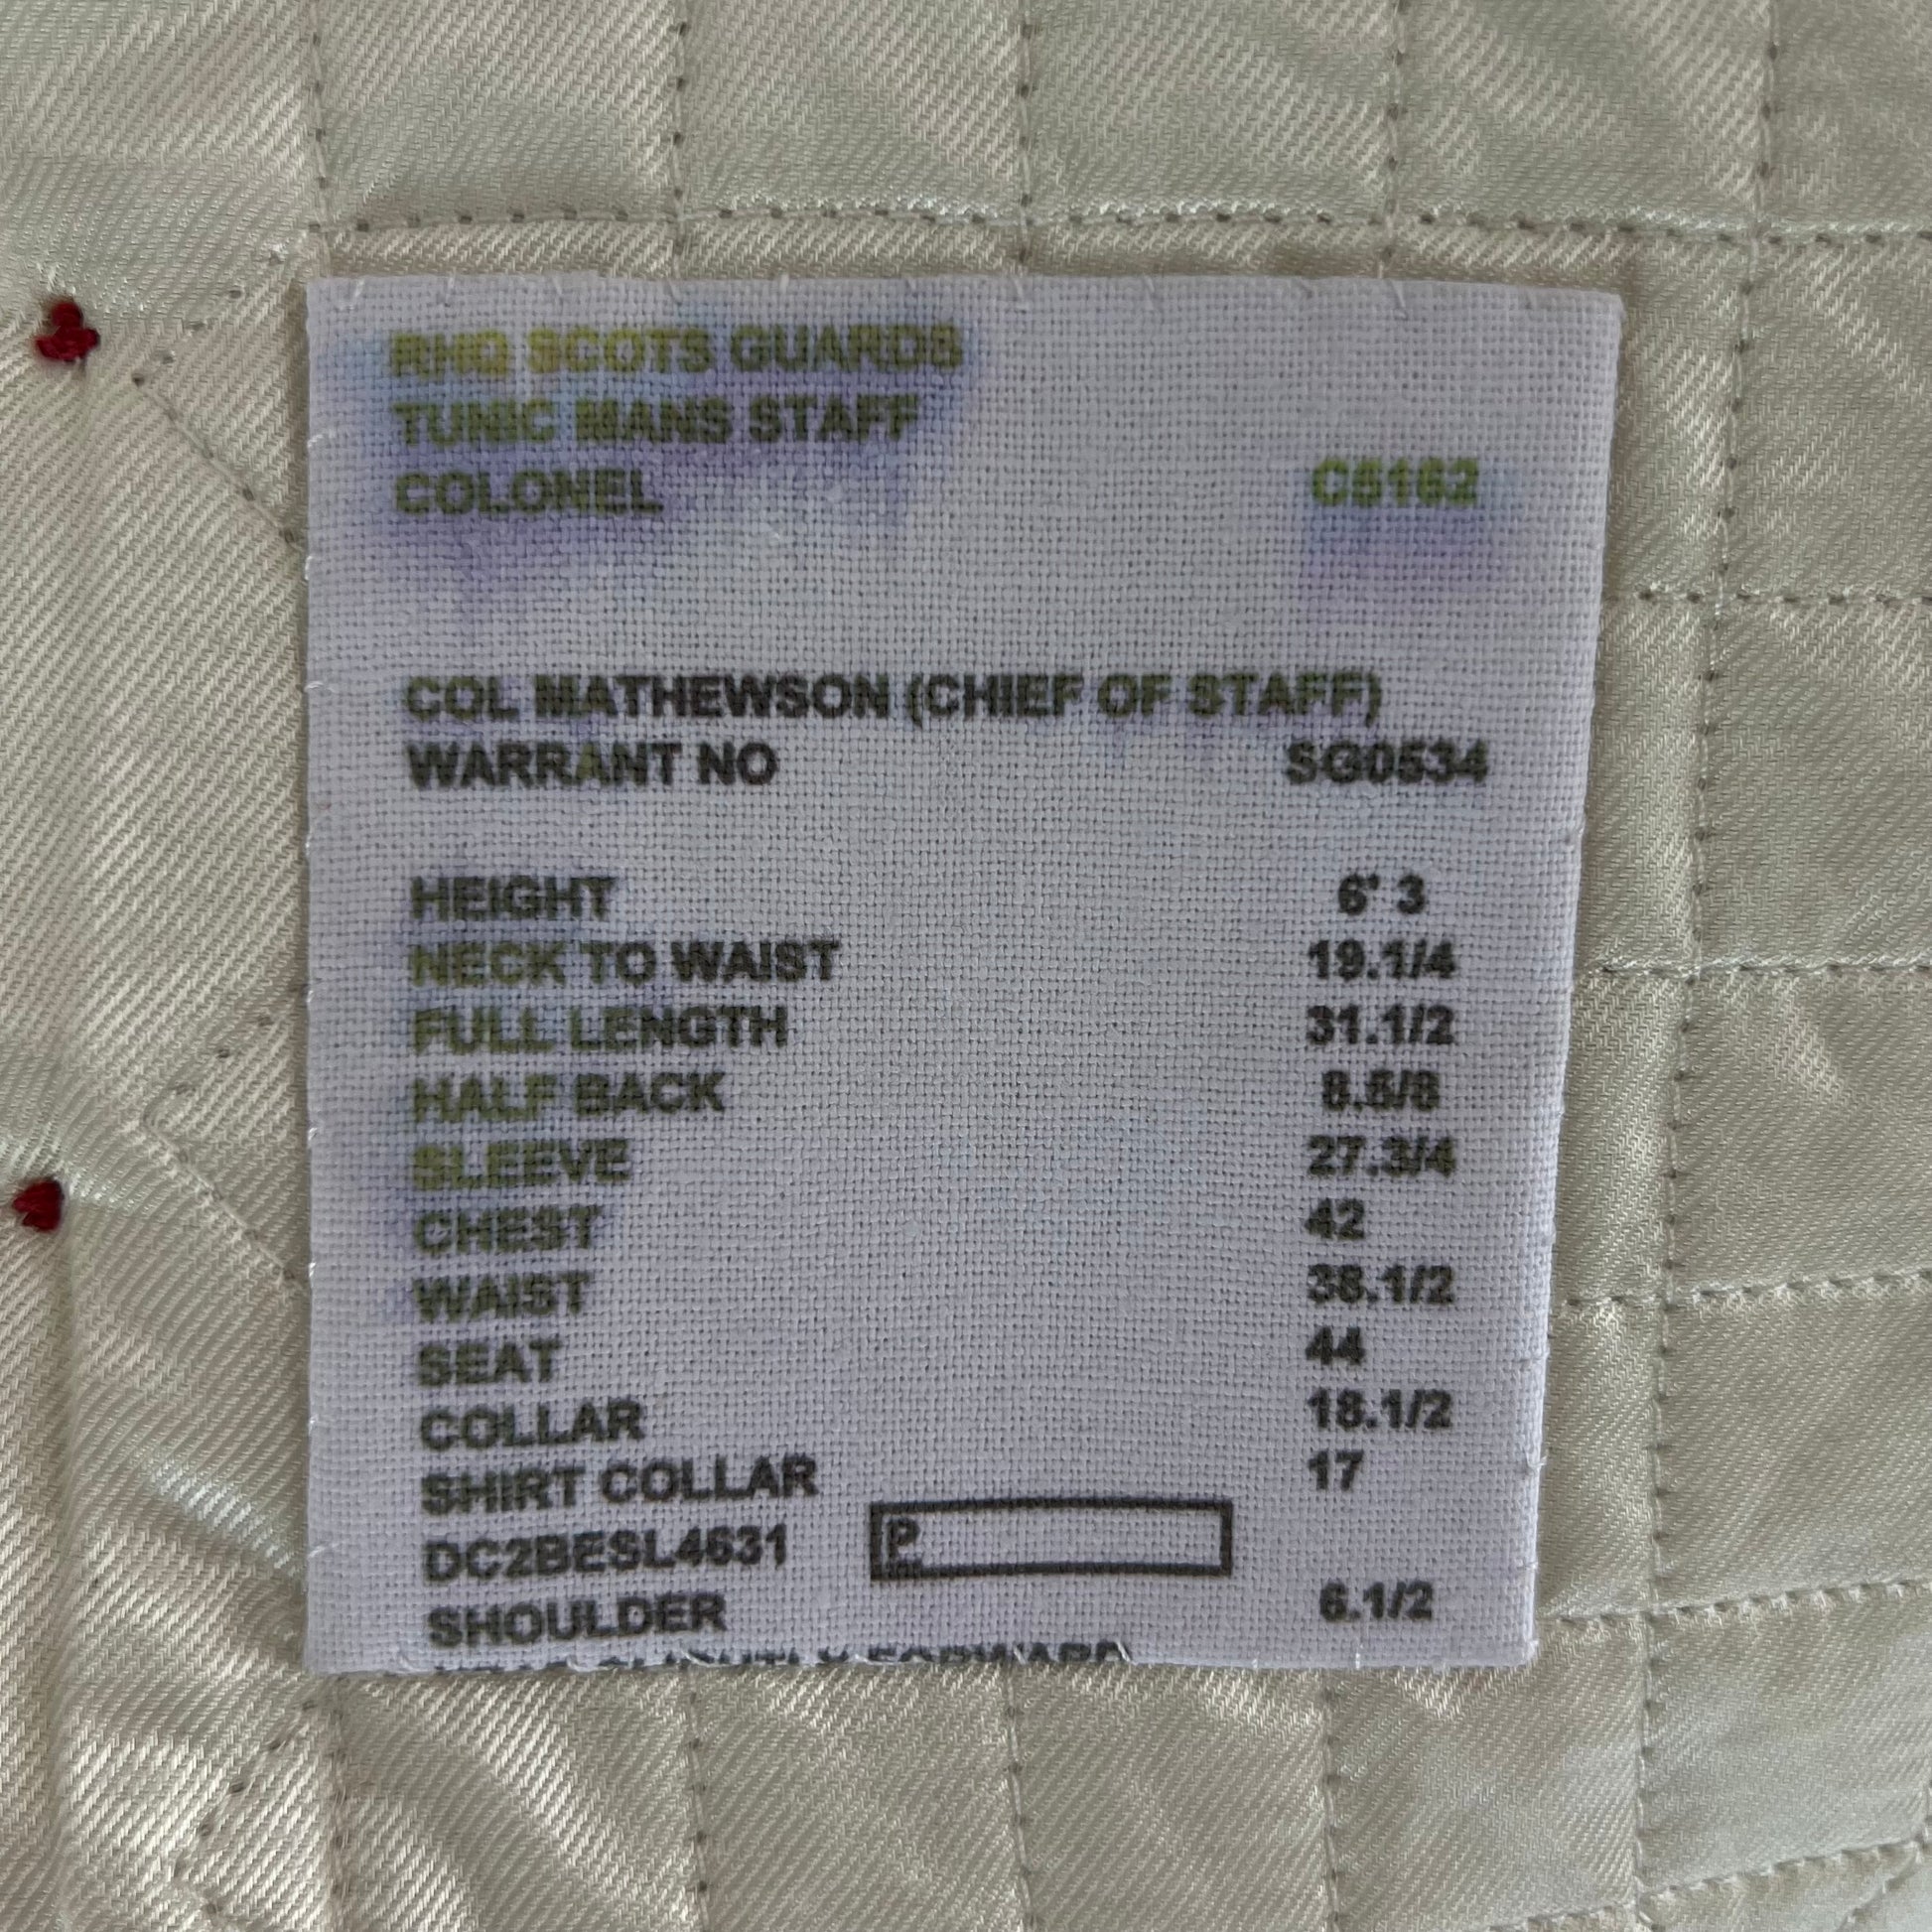 RHQ SCOTS GUARDS
TUNIC MANS STAFF
COLONEL C5162
COL MATHEWSON (CHIEF OF STAFF)
WARRANT NO SG0534
HEIGHT 6' 3
NECK TO WAIST 19.1/4
FULL LENGTH 31.1/2
HALF BACK 8.5/8
SLEEVE 27.3/4
CHEST 42
WAIST 38.1/2
SEAT 44
COLLAR 18.1/2
SHIRT COLLAR 17
DC2BESL4631 P
SHOULDER 6.1/2
SLIGHTLY FORWARD